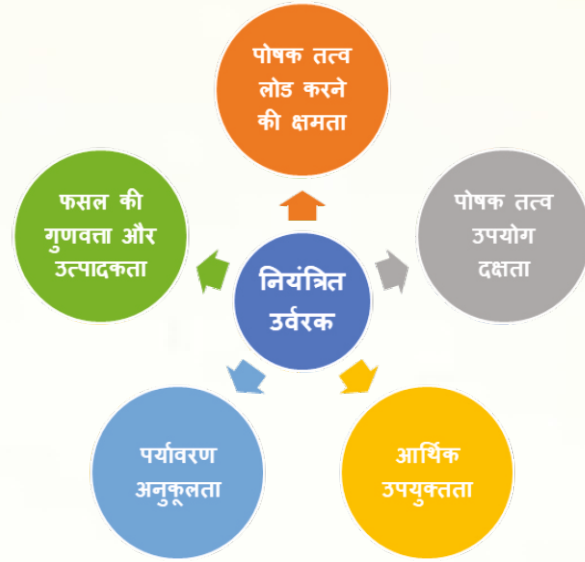 पोषक तत्व
लोड करने
की क्षमता
फसल की
गुणवत्ता और
उत्पादकता
पोषक तत्व
उपयोग
दक्षता
नियंत्रित
उर्वरक
पर्यावरण
अनुकूलता
आर्थिक
उपयुक्तता